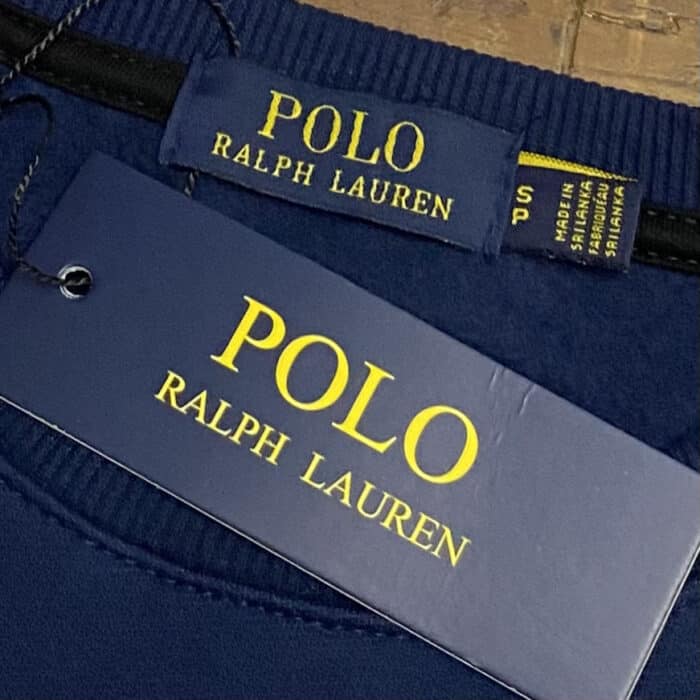 POLO
RALPH LAUREN
S
P
MADE IN
SRI LANKA
FABRIQUÉ AU
SRI LANKA
POLO
RALPH LAUREN